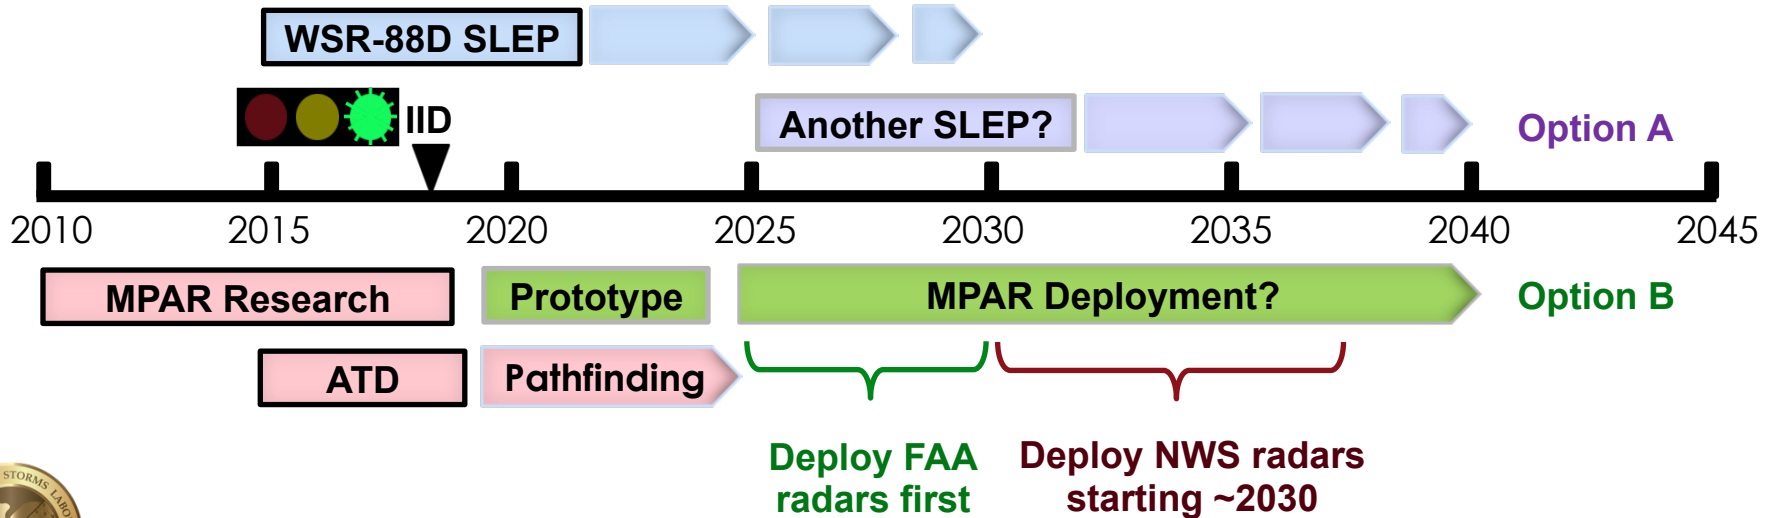 WSR-88D SLEP
IID
Another SLEP?
Option A
2010 2015 2020 2025 2030 2035 2040 2045
MPAR Research
Prototype
MPAR Deployment?
Option B
ATD
Pathfinding
Deploy FAA
radars first
Deploy NWS radars
starting ~2030
STORMS